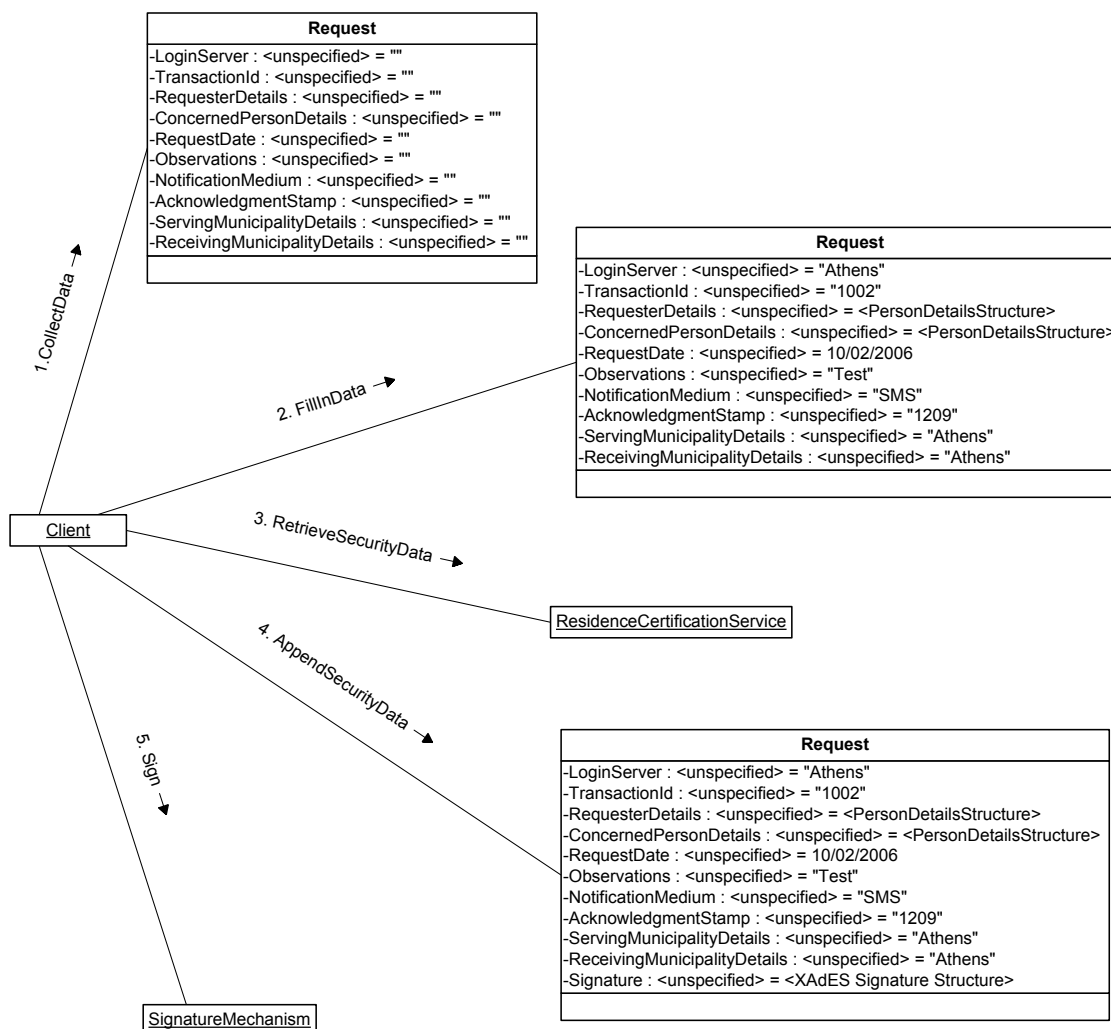 Request
-LoginServer : <unspecified> = ""
-TransactionId : <unspecified> = ""
-RequesterDetails : <unspecified> = ""
-ConcernedPersonDetails : <unspecified> = ""
-RequestDate : <unspecified> = ""
-Observations : <unspecified> = ""
-NotificationMedium : <unspecified> = ""
-AcknowledgmentStamp : <unspecified> = ""
-ServingMunicipalityDetails : <unspecified> = ""
-ReceivingMunicipalityDetails : <unspecified> = ""
1.CollectData
Request
-LoginServer : <unspecified> = "Athens"
-TransactionId : <unspecified> = "1002"
-RequesterDetails : <unspecified> = <PersonDetailsStructure>
-ConcernedPersonDetails : <unspecified> = <PersonDetailsStructure>
-RequestDate : <unspecified> = 10/02/2006
-Observations : <unspecified> = "Test"
-NotificationMedium : <unspecified> = "SMS"
-AcknowledgmentStamp : <unspecified> = "1209"
-ServingMunicipalityDetails : <unspecified> = "Athens"
-ReceivingMunicipalityDetails : <unspecified> = "Athens"
2. FillInData
Client
3. RetrieveSecurityData
ResidenceCertificationService
4. AppendSecurityData
5. Sign
Request
-LoginServer : <unspecified> = "Athens"
-TransactionId : <unspecified> = "1002"
-RequesterDetails : <unspecified> = <PersonDetailsStructure>
-ConcernedPersonDetails : <unspecified> = <PersonDetailsStructure>
-RequestDate : <unspecified> = 10/02/2006
-Observations : <unspecified> = "Test"
-NotificationMedium : <unspecified> = "SMS"
-AcknowledgmentStamp : <unspecified> = "1209"
-ServingMunicipalityDetails : <unspecified> = "Athens"
-ReceivingMunicipalityDetails : <unspecified> = "Athens"
-Signature : <unspecified> = <XAdES Signature Structure>
SignatureMechanism